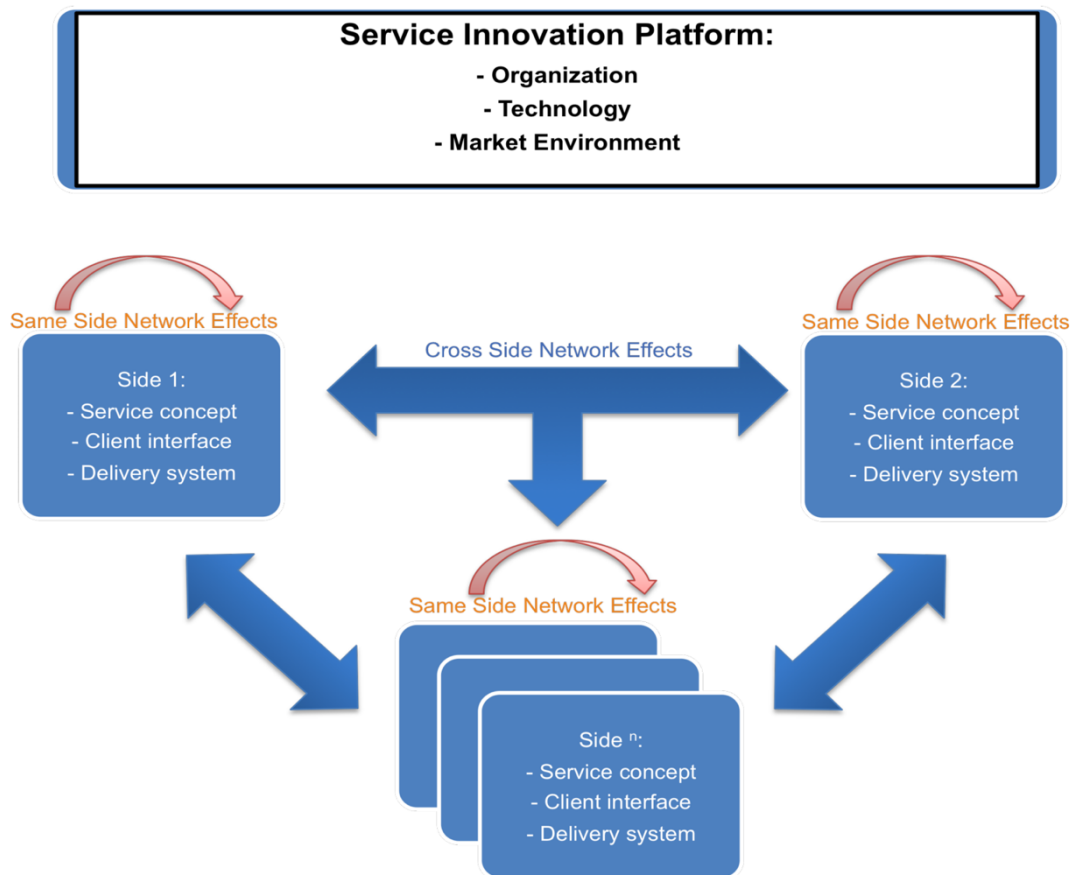 Service Innovation Platform:
- Organization
- Technology
- Market Environment
Same Side Network Effects
Side 1:
- Service concept
- Client interface
- Delivery system
Cross Side Network Effects
Same Side Network Effects
Side 2:
- Service concept
- Client interface
- Delivery system
Same Side Network Effects
Side ⁿ:
- Service concept
- Client interface
- Delivery system